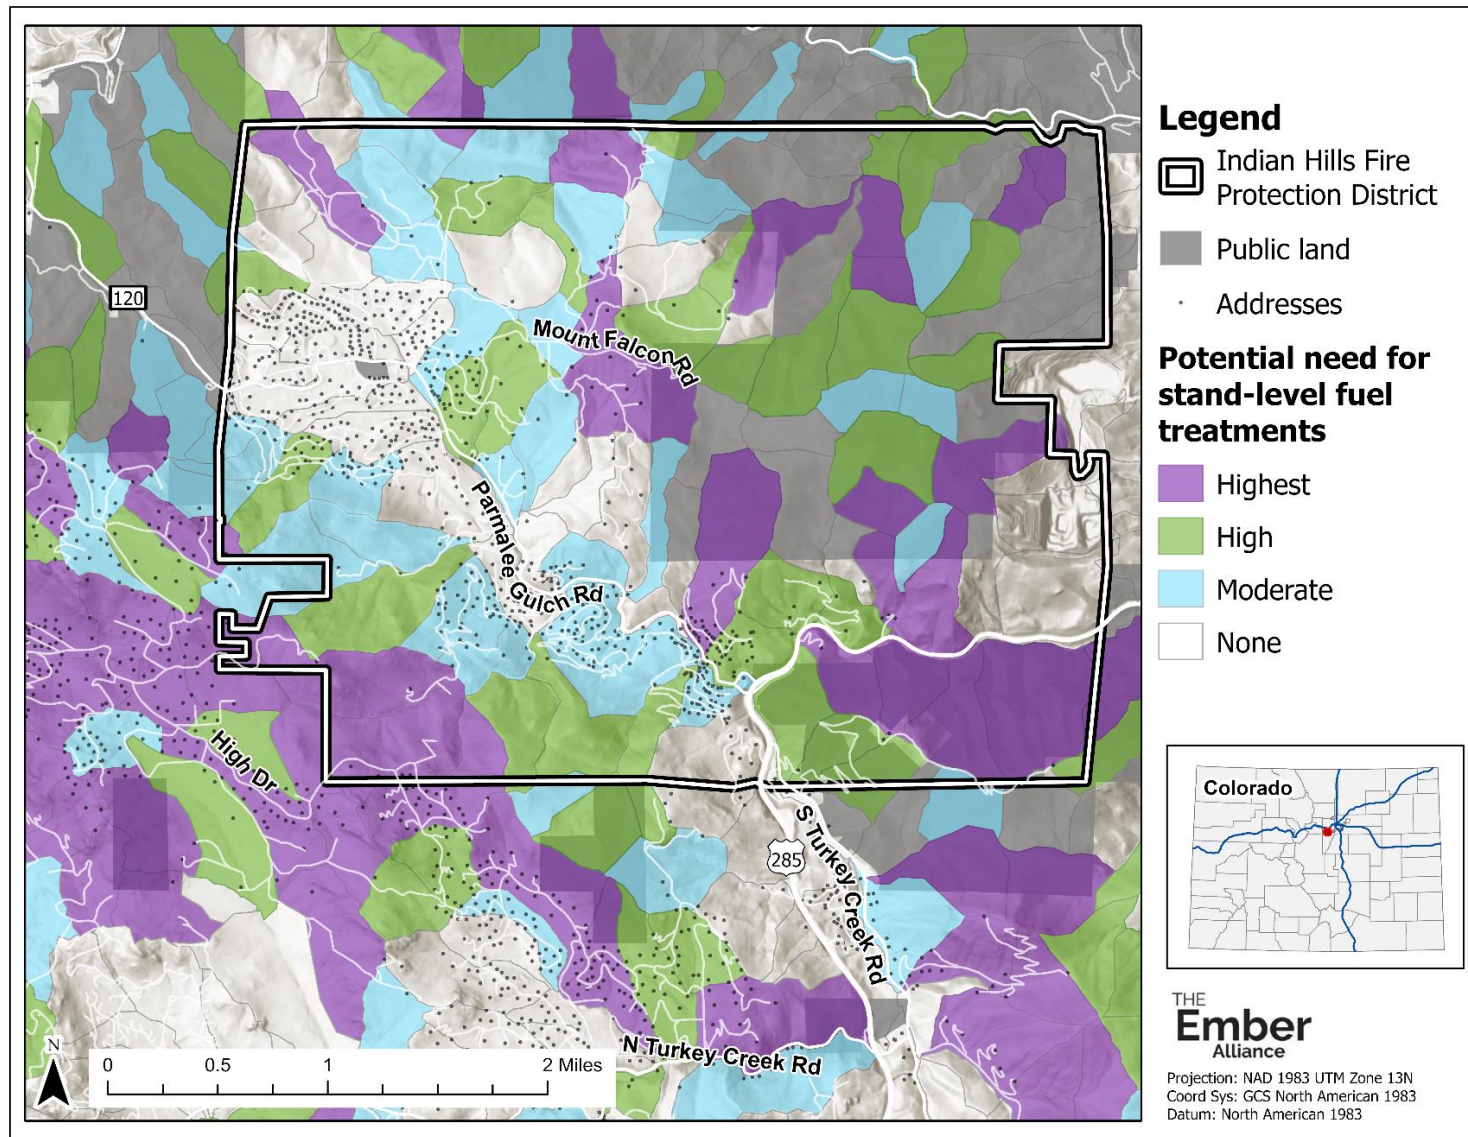 Legend
Indian Hills Fire
Protection District
Public land
Addresses
Potential need for
stand-level fuel
treatments
Highest
High
Moderate
None
120
Mount Falcon Rd
Parmalee
Gulch Rd
High Dr
S Turkey Creek Rd
285
N Turkey Creek Rd
N
0 0.5 1 2 Miles
Colorado
THE
Ember
Alliance
Projection: NAD 1983 UTM Zone 13N
Coord Sys: GCS North American 1983
Datum: North American 1983